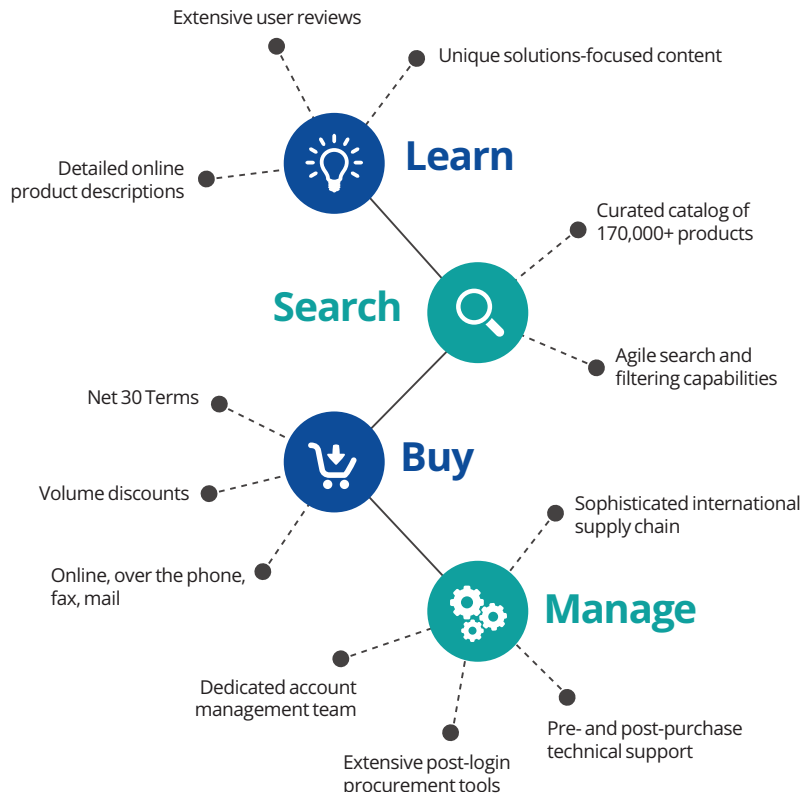 Extensive user reviews
Unique solutions-focused content
Learn
Detailed online
product descriptions
Curated catalog of
170,000+ products
Search
Agile search and
filtering capabilities
Net 30 Terms
Buy
Volume discounts
Sophisticated international
supply chain
Online, over the phone,
fax, mail
Manage
Dedicated account
management team
Pre- and post-purchase
technical support
Extensive post-login
procurement tools